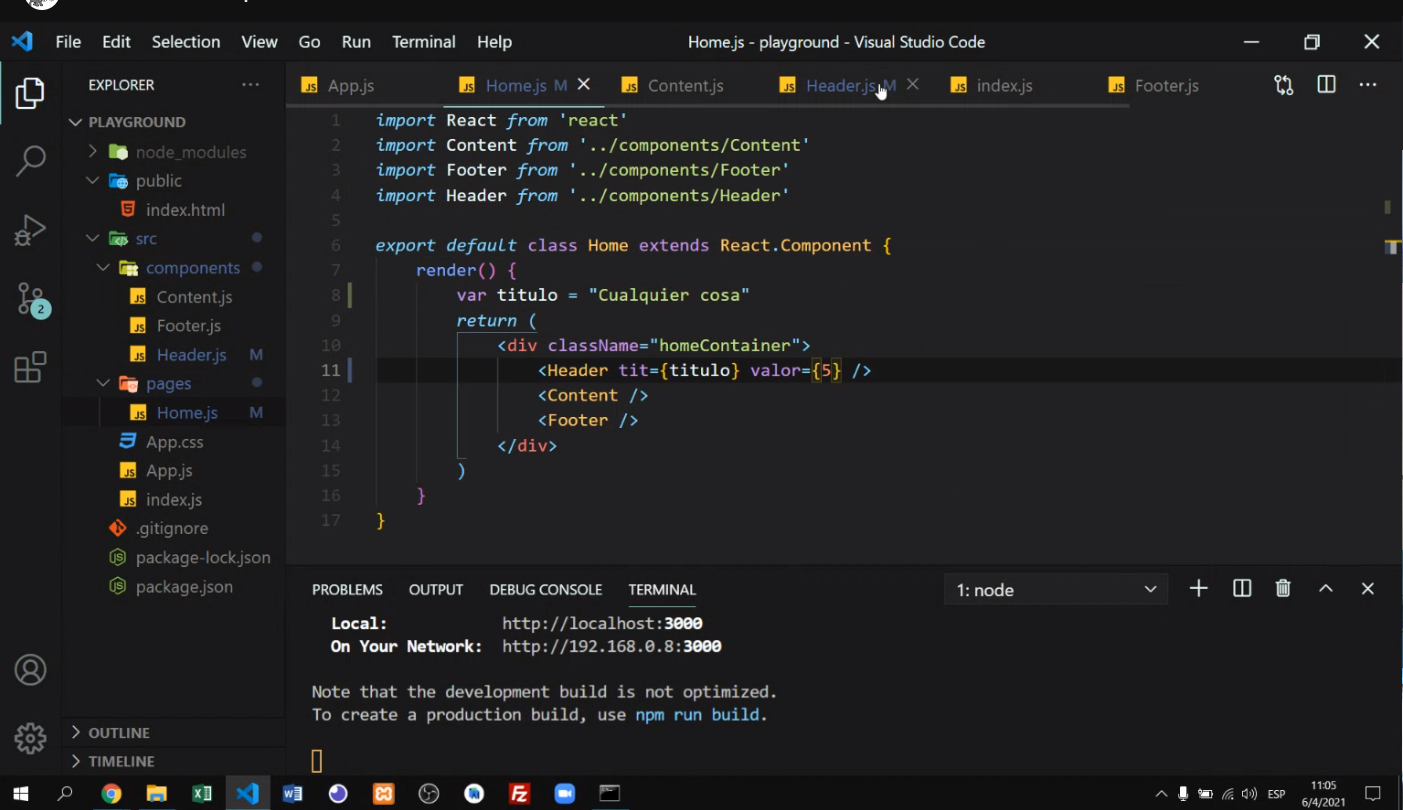 File Edit Selection View Go Run Terminal Help Home.js - playground - Visual Studio Code
EXPLORER ...
JS App.js JS Home.js M JS Content.js JS Header.js M JS index.js JS Footer.js
PLAYGROUND
node_modules
public
index.html
src
components
JS Content.js
JS Footer.js
JS Header.js M
pages
JS Home.js M
App.css
JS App.js
JS index.js
.gitignore
package-lock.json
package.json
OUTLINE
TIMELINE
2
1 import React from 'react'
2 import Content from '../components/Content'
3 import Footer from '../components/Footer'
4 import Header from '../components/Header'
5
6 export default class Home extends React.Component {
7 render() {
8 var titulo = "Cualquier cosa"
9 return (
10 <div className="homeContainer">
11 <Header tit={titulo} valor={5} />
12 <Content />
13 <Footer />
14 </div>
15 )
16 }
17 }
PROBLEMS OUTPUT DEBUG CONSOLE TERMINAL 1: node
Local: http://localhost:3000
On Your Network: http://192.168.0.8:3000
Note that the development build is not optimized.
To create a production build, use npm run build.
ESP 11:05
6/4/2021